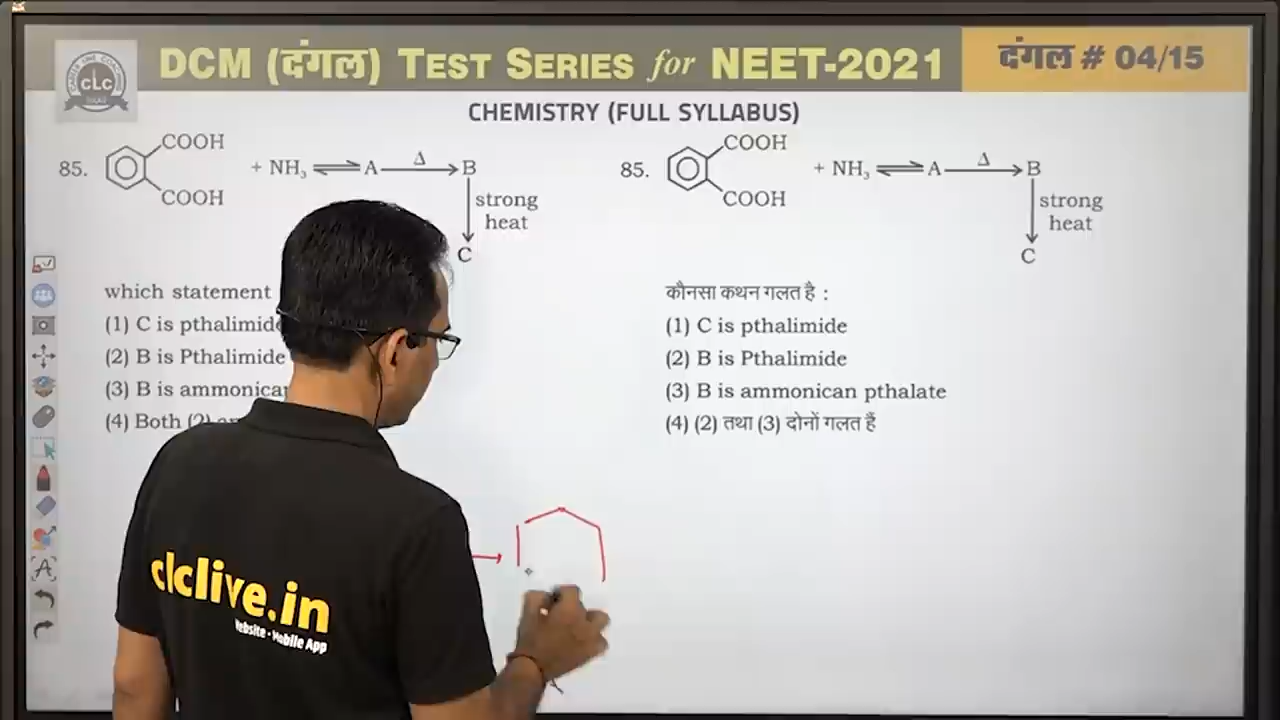 DCM (दंगल) TEST SERIES for NEET-2021
दंगल # 04/15
CLC
CHEMISTRY (FULL SYLLABUS)
85. COOH COOH + NH₃ ⇌ A Δ→ B
strong
heat
C
which statement
(1) C is pthalimide
(2) B is Pthalimide
(3) B is ammonican
(4) Both (2)
85. COOH COOH + NH₃ ⇌ A Δ→ B
strong
heat
C
कौनसा कथन गलत है :
(1) C is pthalimide
(2) B is Pthalimide
(3) B is ammonican pthalate
(4) (2) तथा (3) दोनों गलत हैं
clclive.in
Website • Mobile App